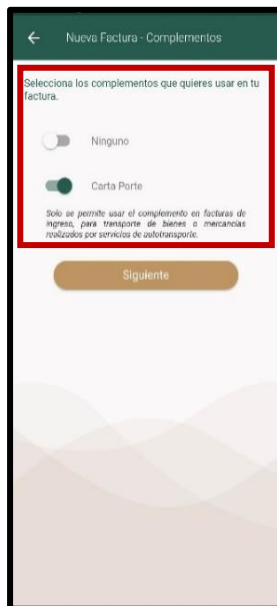 Nueva Factura - Complementos
Selecciona los complementos que quieres usar en tu
factura.
Ninguno
Carta Porte
Solo se permite usar el complemento en facturas de
ingreso, para transporte de bienes o mercancías
realizados por servicios de autotransporte.
Siguiente